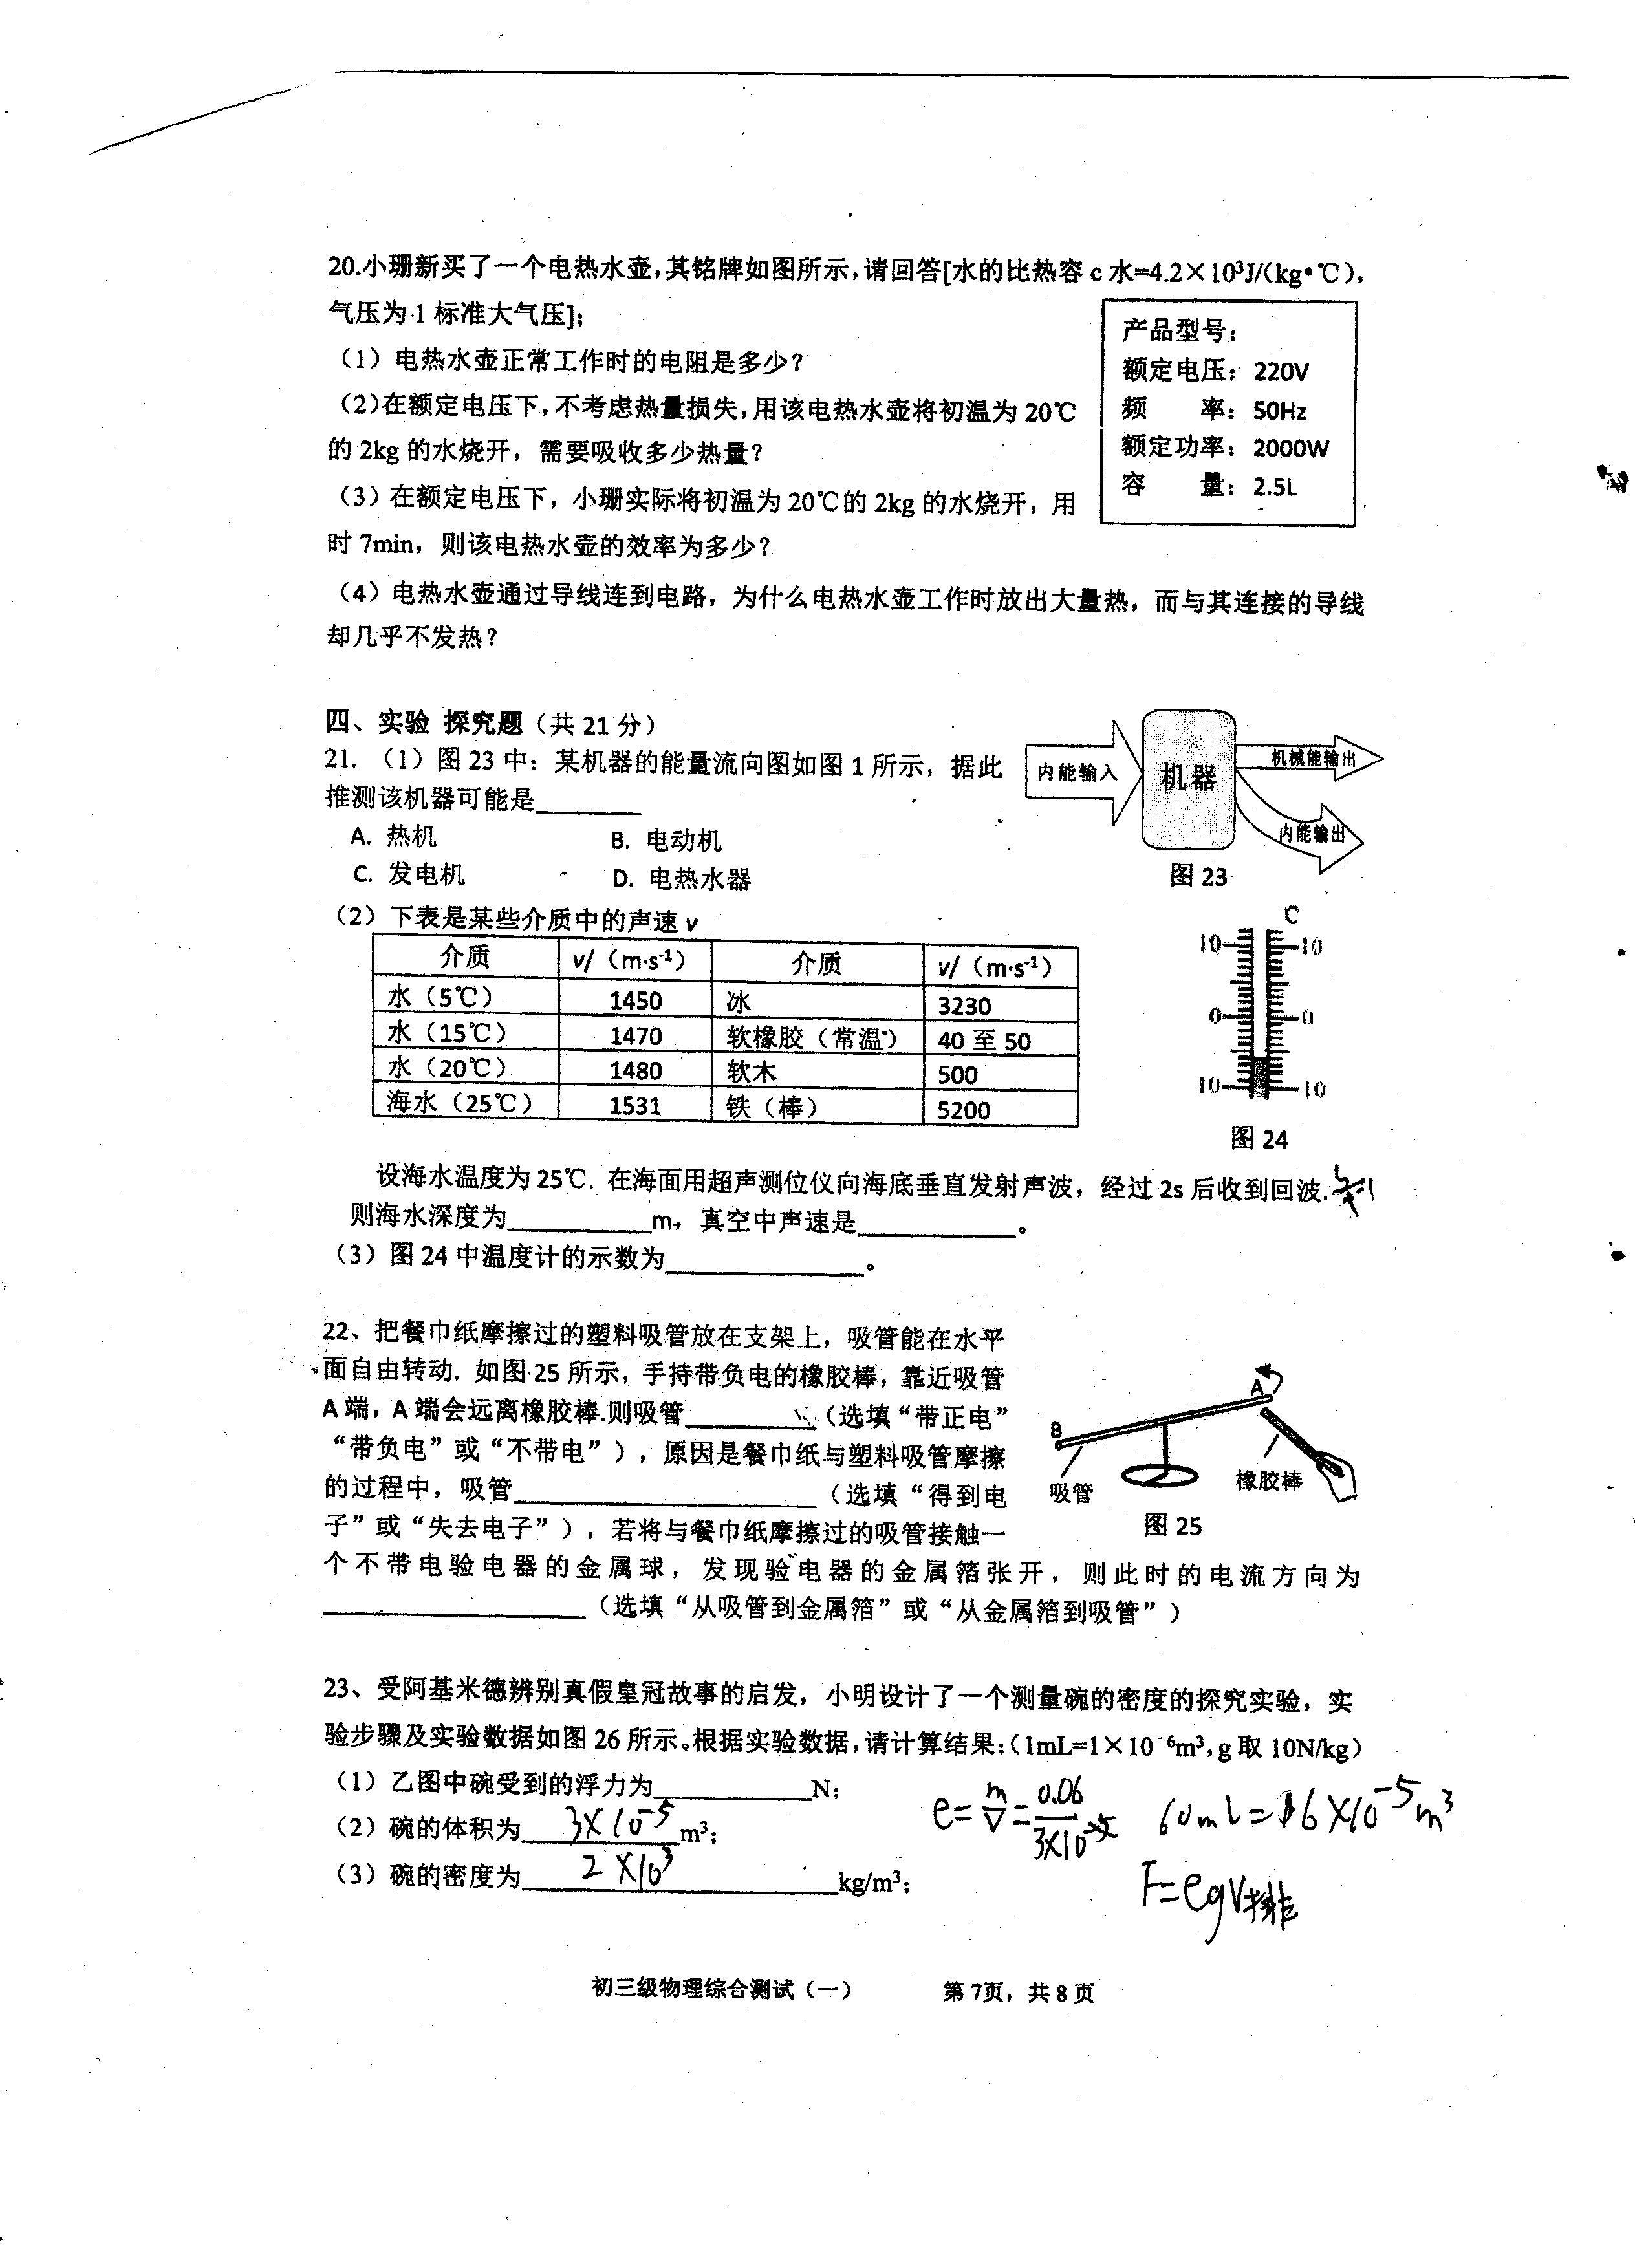 20.小珊新买了一个电热水壶,其铭牌如图所示,请回答[水的比热容 c 水=4.2×10³J/(kg•℃),
气压为 1 标准大气压];
产品型号:
额定电压: 220V
频 率: 50Hz
额定功率: 2000W
容 量: 2.5L
(1) 电热水壶正常工作时的电阻是多少?
(2)在额定电压下,不考虑热量损失,用该电热水壶将初温为 20℃
的 2kg 的水烧开, 需要吸收多少热量?
(3) 在额定电压下, 小珊实际将初温为 20℃的 2kg 的水烧开, 用
时 7min, 则该电热水壶的效率为多少?
(4) 电热水壶通过导线连到电路, 为什么电热水壶工作时放出大量热, 而与其连接的导线
却几乎不发热?
四、实验 探究题 (共 21 分)
21. (1) 图 23 中: 某机器的能量流向图如图 1 所示, 据此
推测该机器可能是________
A. 热机 B. 电动机
C. 发电机 D. 电热水器
内能输入
机器
机械能输出
内能输出
图 23
(2) 下表是某些介质中的声速 v
介质 v/ (m·s⁻¹) 介质 v/ (m·s⁻¹)
水 (5℃) 1450 冰 3230
水 (15℃) 1470 软橡胶 (常温) 40 至 50
水 (20℃) 1480 软木 500
海水 (25℃) 1531 铁 (棒) 5200
℃
10 10
0 0
10 10
图 24
设海水温度为 25℃. 在海面用超声测位仪向海底垂直发射声波, 经过 2s 后收到回波.
则海水深度为__________m, 真空中声速是__________。
(3) 图 24 中温度计的示数为__________。
22、把餐巾纸摩擦过的塑料吸管放在支架上, 吸管能在水平
面自由转动. 如图 25 所示, 手持带负电的橡胶棒, 靠近吸管
A 端, A 端会远离橡胶棒.则吸管__________(选填“带正电”
“带负电”或“不带电”), 原因是餐巾纸与塑料吸管摩擦
的过程中, 吸管____________________(选填“得到电
子”或“失去电子”), 若将与餐巾纸摩擦过的吸管接触一
个不带电验电器的金属球, 发现验电器的金属箔张开, 则此时的电流方向为
____________________(选填“从吸管到金属箔”或“从金属箔到吸管”)
A
B
吸管
橡胶棒
图 25
23、受阿基米德辨别真假皇冠故事的启发, 小明设计了一个测量碗的密度的探究实验, 实
验步骤及实验数据如图 26 所示。根据实验数据,请计算结果:(1mL=1×10⁻⁶m³,g 取 10N/kg)
(1) 乙图中碗受到的浮力为__________N;
(2) 碗的体积为 3×10⁻⁵ m³;
(3) 碗的密度为 2×10³ kg/m³;
ρ=m/V=0.06/3×10⁻⁵
60mL=6×10⁻⁵m³
F=ρgV排
初三级物理综合测试 (一) 第 7页, 共 8 页